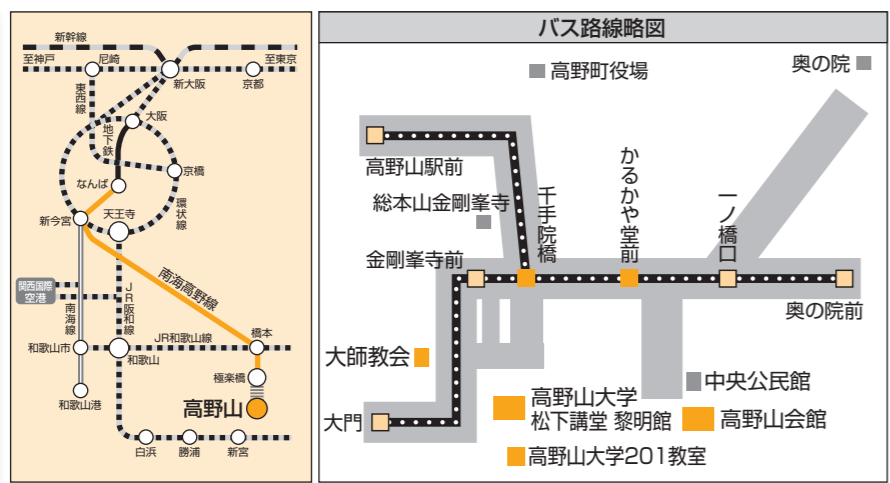 新幹線
至神戸
尼崎
新大阪
京都
至東京
東西線
地下鉄
大阪
京橋
なんば
環状線
新今宮
天王寺
関西国際
空港
南海線
JR阪和線
南海高野線
和歌山市
和歌山
JR和歌山線
橋本
極楽橋
和歌山港
高野山
白浜
勝浦
新宮
バス路線略図
高野町役場
奥の院
高野山駅前
総本山金剛峯寺
千手院橋
かるかや堂前
一ノ橋口
金剛峯寺前
奥の院前
大師教会
中央公民館
高野山大学
松下講堂 黎明館
高野山会館
大門
高野山大学201教室